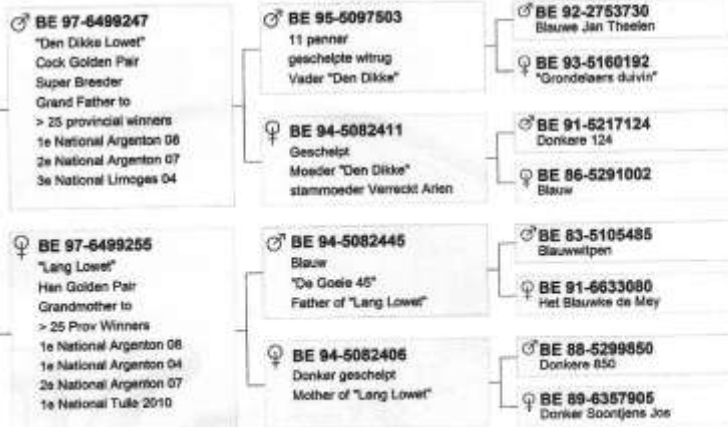 ♂ BE 97-6499247
"Den Dikke Lowet"
Cock Golden Pair
Super Breeder
Grand Father to
> 25 provincial winners
1e National Argenton 06
2e National Argenton 07
3e National Limoges 04
♀ BE 97-6499255
"Lang Lowet"
Hen Golden Pair
Grandmother to
> 25 Prov Winners
1e National Argenton 06
1e National Argenton 04
2e National Argenton 07
1e National Tulle 2010
♂ BE 95-5097503
11 penner
geschelpte witrug
Vader "Den Dikke"
♀ BE 94-5082411
Geschelpt
Moeder "Den Dikke"
stammoeder Verreckt Arien
♂ BE 94-5082445
Blauw
"De Goeie 45"
Father of "Lang Lowet"
♀ BE 94-5082406
Donker geschelpt
Mother of "Lang Lowet"
♂ BE 92-2753730
Blauwe Jan Theelen
♀ BE 93-5160192
"Grondelaers duivin"
♂ BE 91-5217124
Donkere 124
♀ BE 86-5291002
Blauw
♂ BE 83-5105485
Blauwwitpen
♀ BE 91-6633080
Het Blauwke de Mey
♂ BE 88-5299850
Donkere 850
♀ BE 89-6357905
Donker Soontjens Jos